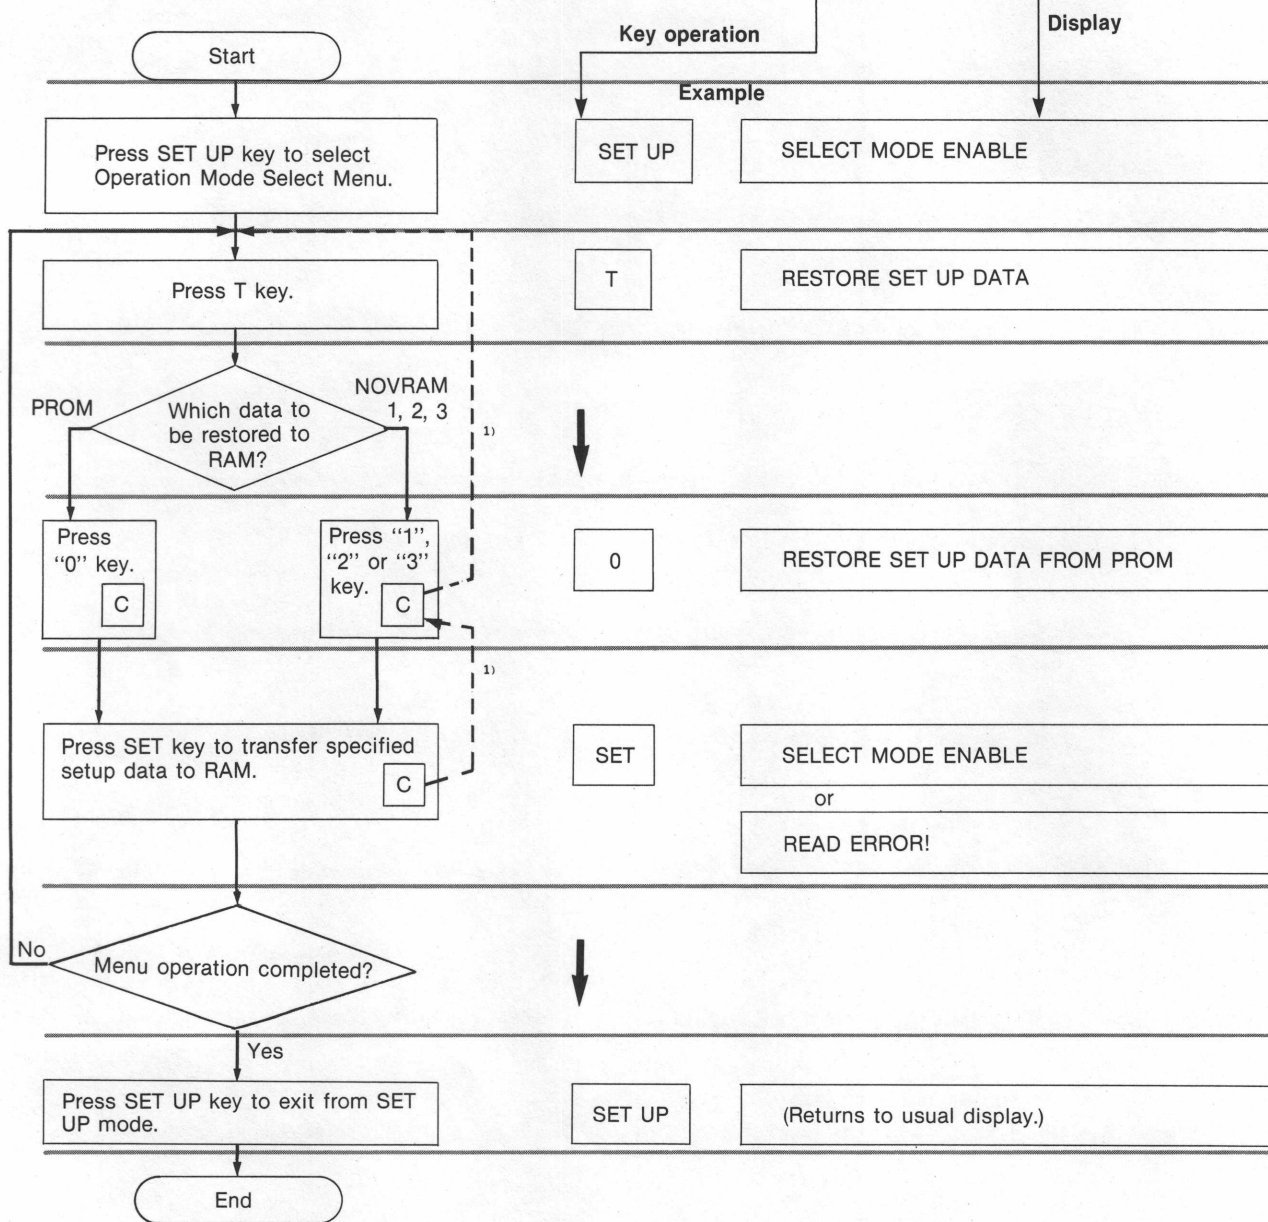 Key operation
Display
Start
Example
Press SET UP key to select
Operation Mode Select Menu.
SET UP
SELECT MODE ENABLE
Press T key.
T
RESTORE SET UP DATA
PROM
Which data to
be restored to
RAM?
NOVRAM
1, 2, 3
1)
Press
“0” key.
C
Press “1”,
“2” or “3”
key.
C
0
RESTORE SET UP DATA FROM PROM
1)
Press SET key to transfer specified
setup data to RAM.
C
SET
SELECT MODE ENABLE
or
READ ERROR!
No
Menu operation completed?
Yes
Press SET UP key to exit from SET
UP mode.
SET UP
(Returns to usual display.)
End